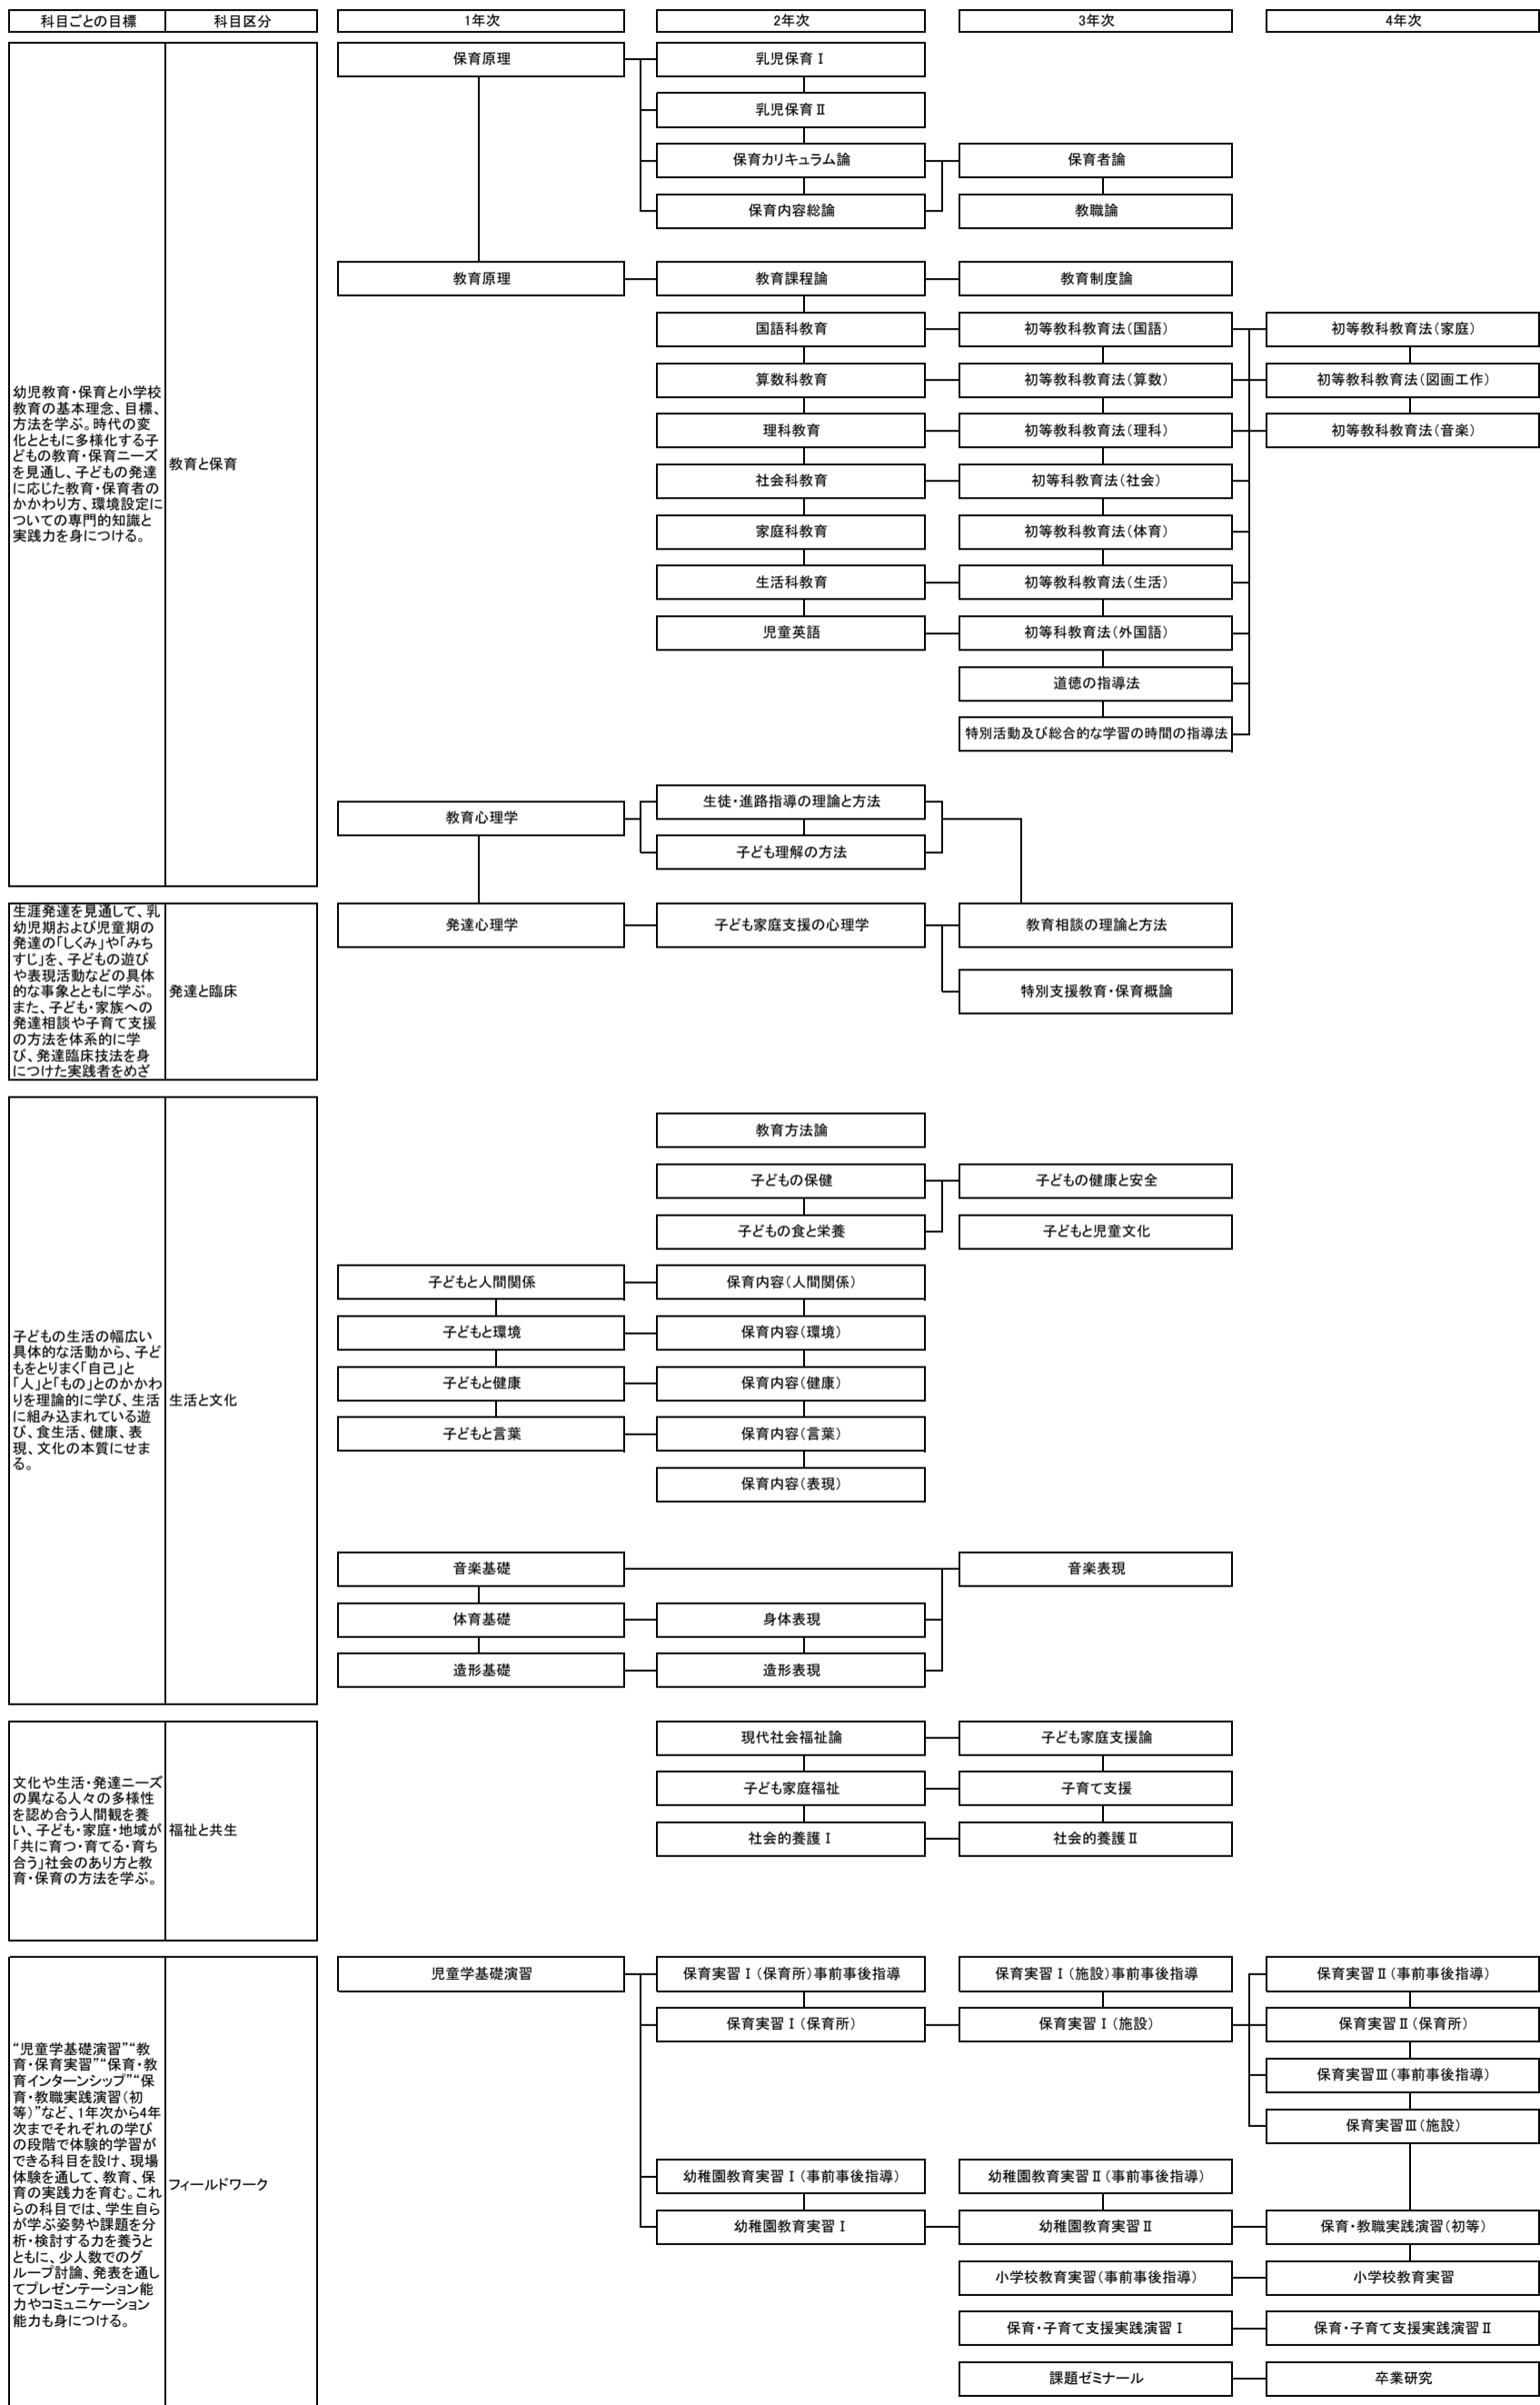 科目ごとの目標 科目区分 1年次 2年次 3年次 4年次
保育原理 乳児保育Ⅰ
乳児保育Ⅱ
保育カリキュラム論 保育者論
保育内容総論 教職論
教育原理 教育課程論 教育制度論
国語科教育 初等教科教育法(国語) 初等教科教育法(家庭)
算数科教育 初等教科教育法(算数) 初等教科教育法(図画工作)
理科教育 初等教科教育法(理科) 初等教科教育法(音楽)
社会科教育 初等科教育法(社会)
家庭科教育 初等教科教育法(体育)
生活科教育 初等教科教育法(生活)
児童英語 初等科教育法(外国語)
道徳の指導法
特別活動及び総合的な学習の時間の指導法
幼児教育・保育と小学校
教育の基本理念、目標、
方法を学ぶ。時代の変
化とともに多様化する子
どもの教育・保育ニーズ
を見通し、子どもの発達
に応じた教育・保育者の
かかわり方、環境設定に
ついての専門的知識と
実践力を身につける。
教育と保育
生徒・進路指導の理論と方法
教育心理学
子ども理解の方法
生涯発達を見通して、乳
幼児期および児童期の
発達の「しくみ」や「みち
すじ」を、子どもの遊び
や表現活動などの具体
的な事象とともに学ぶ。
また、子ども・家族への
発達相談や子育て支援
の方法を体系的に学
び、発達臨床技法を身
につけた実践者をめざ
発達と臨床
発達心理学 子ども家庭支援の心理学 教育相談の理論と方法
特別支援教育・保育概論
教育方法論
子どもの保健 子どもの健康と安全
子どもの食と栄養 子どもと児童文化
子どもと人間関係 保育内容(人間関係)
子どもと環境 保育内容(環境)
子どもと健康 保育内容(健康)
子どもと言葉 保育内容(言葉)
保育内容(表現)
子どもの生活の幅広い
具体的な活動から、子ど
もをとりまく「自己」と
「人」と「もの」とのかかわ
りを理論的に学び、生活
に組み込まれている遊
び、食生活、健康、表
現、文化の本質にせま
る。
生活と文化
音楽基礎 音楽表現
体育基礎 身体表現
造形基礎 造形表現
現代社会福祉論 子ども家庭支援論
子ども家庭福祉 子育て支援
社会的養護Ⅰ 社会的養護Ⅱ
文化や生活・発達ニーズ
の異なる人々の多様性
を認め合う人間観を養
い、子ども・家庭・地域が
「共に育つ・育てる・育ち
合う」社会のあり方と教
育・保育の方法を学ぶ。
福祉と共生
児童学基礎演習 保育実習Ⅰ(保育所)事前事後指導 保育実習Ⅰ(施設)事前事後指導 保育実習Ⅱ(事前事後指導)
保育実習Ⅰ(保育所) 保育実習Ⅰ(施設) 保育実習Ⅱ(保育所)
保育実習Ⅲ(事前事後指導)
保育実習Ⅲ(施設)
幼稚園教育実習Ⅰ(事前事後指導) 幼稚園教育実習Ⅱ(事前事後指導)
幼稚園教育実習Ⅰ 幼稚園教育実習Ⅱ 保育・教職実践演習(初等)
小学校教育実習(事前事後指導) 小学校教育実習
保育・子育て支援実践演習Ⅰ 保育・子育て支援実践演習Ⅱ
課題ゼミナール 卒業研究
“児童学基礎演習”“教
育・保育実習”“保育・教
育インターンシップ”“保
育・教職実践演習(初
等)”など、1年次から4年
次までそれぞれの学び
の段階で体験的学習が
できる科目を設け、現場
体験を通して、教育、保
育の実践力を育む。これ
らの科目では、学生自ら
が学ぶ姿勢や課題を分
析・検討する力を養うと
ともに、少人数でのグ
ループ討論、発表を通し
てプレゼンテーション能
力やコミュニケーション
能力も身につける。
フィールドワーク